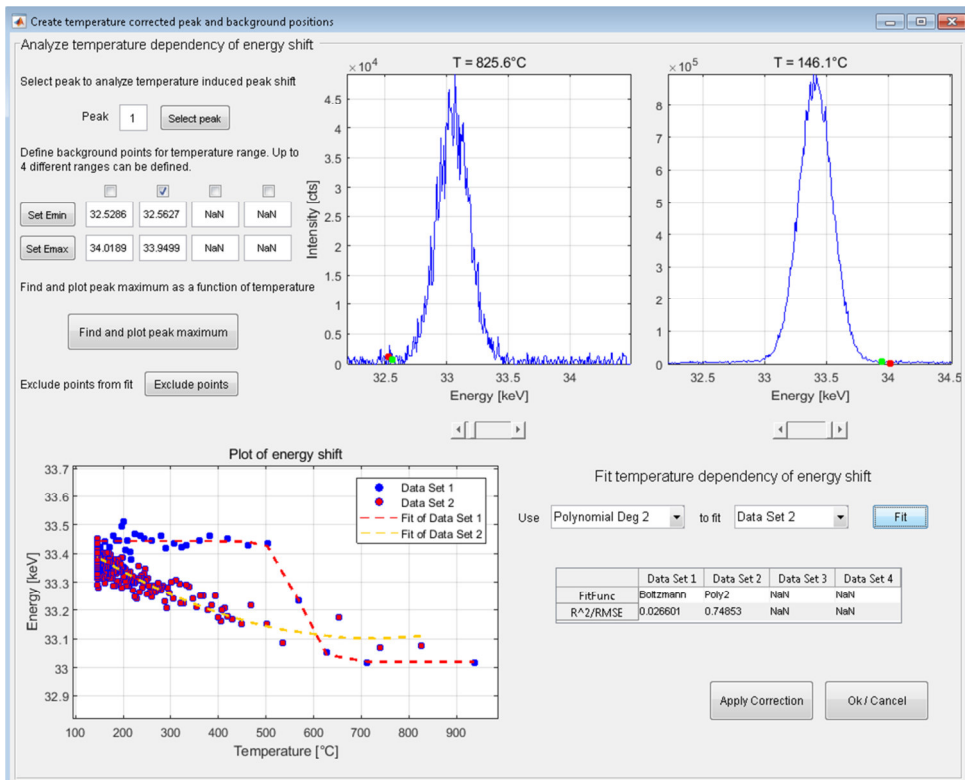 Create temperature corrected peak and background positions
Analyze temperature dependency of energy shift
Select peak to analyze temperature induced peak shift
Peak 1 Select peak
Define background points for temperature range. Up to
4 different ranges can be defined.
Set Emin 32.5286 32.5627 NaN NaN
Set Emax 34.0189 33.9499 NaN NaN
Find and plot peak maximum as a function of temperature
Find and plot peak maximum
Exclude points from fit Exclude points
×10⁴ T = 825.6°C
Intensity [cts]
4.5
4
3.5
3
2.5
2
1.5
1
0.5
0
32.5 33 33.5 34
Energy [keV]
×10⁵ T = 146.1°C
8
7
6
5
4
3
2
1
0
32.5 33 33.5 34 34.5
Energy [keV]
Plot of energy shift
Energy [keV]
33.7
33.6
33.5
33.4
33.3
33.2
33.1
33
32.9
Data Set 1
Data Set 2
Fit of Data Set 1
Fit of Data Set 2
100 200 300 400 500 600 700 800 900
Temperature [°C]
Fit temperature dependency of energy shift
Use Polynomial Deg 2 to fit Data Set 2 Fit
Data Set 1 Data Set 2 Data Set 3 Data Set 4
FitFunc Boltzmann Poly2 NaN NaN
R^2/RMSE 0.026601 0.74853 NaN NaN
Apply Correction Ok / Cancel